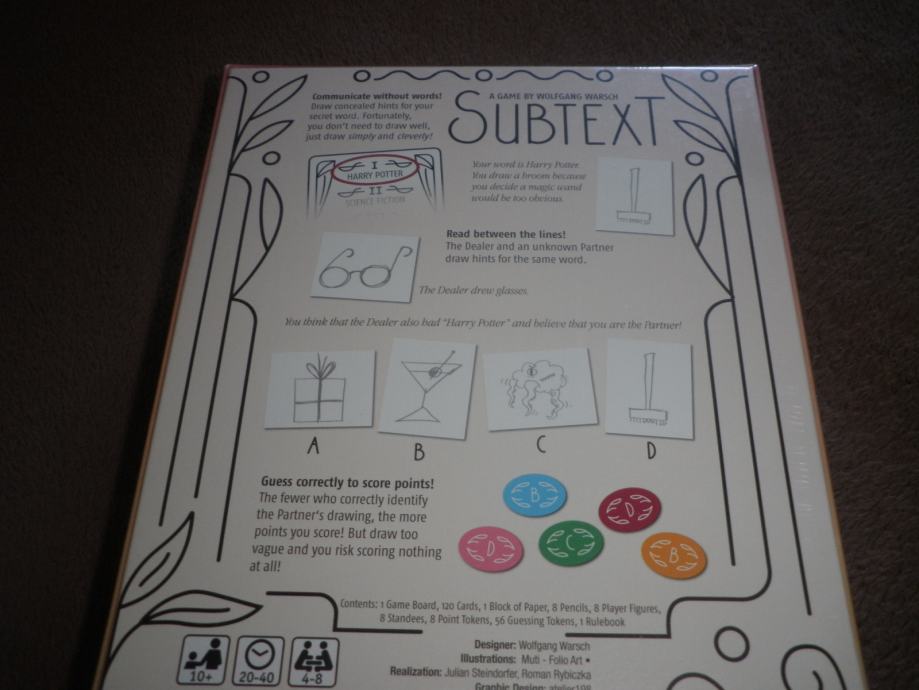 Communicate without words!
Draw concealed hints for your
secret word. Fortunately,
you don't need to draw well,
just draw simply and cleverly!
A GAME BY WOLFGANG WARSCH
SUBTEXT
I
HARRY POTTER
II
SCIENCE FICTION
Your word is Harry Potter.
You draw a broom because
you decide a magic wand
would be too obvious.
Read between the lines!
The Dealer and an unknown Partner
draw hints for the same word.
The Dealer drew glasses.
You think that the Dealer also had "Harry Potter" and believe that you are the Partner!
A
B
C
D
Guess correctly to score points!
The fewer who correctly identify
the Partner's drawing, the more
points you score! But draw too
vague and you risk scoring nothing
at all!
B
D
D
C
B
Contents: 1 Game Board, 120 Cards, 1 Block of Paper, 8 Pencils, 8 Player Figures,
8 Standees, 8 Point Tokens, 56 Guessing Tokens, 1 Rulebook
10+
20-40
4-8
Designer: Wolfgang Warsch
Illustrations: Muti - Folio Art •
Realization: Julian Steindorfer, Roman Rybiczka
Graphic Design: atelier198